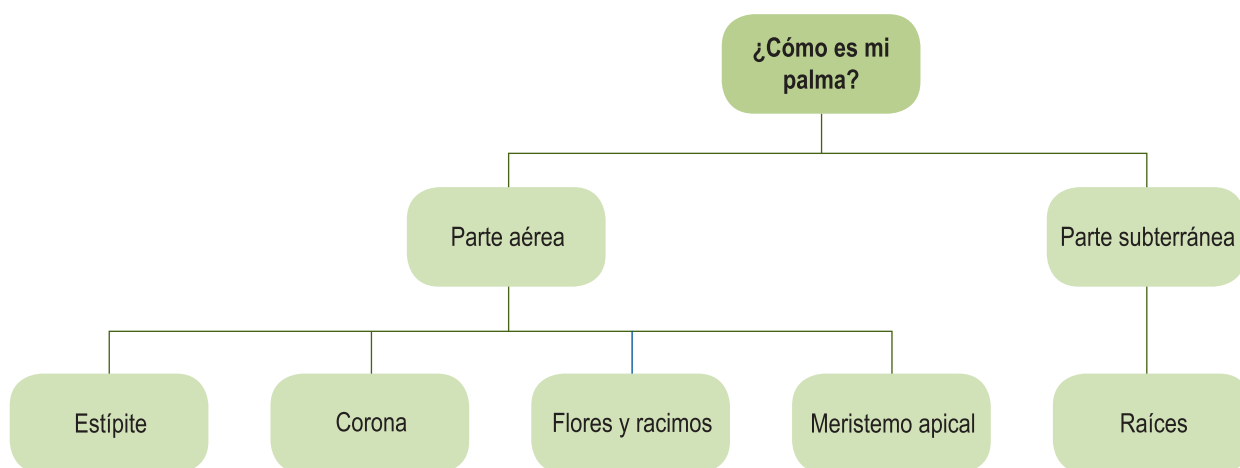 ¿Cómo es mi
palma?
Parte aérea
Parte subterránea
Estípite
Corona
Flores y racimos
Meristemo apical
Raíces